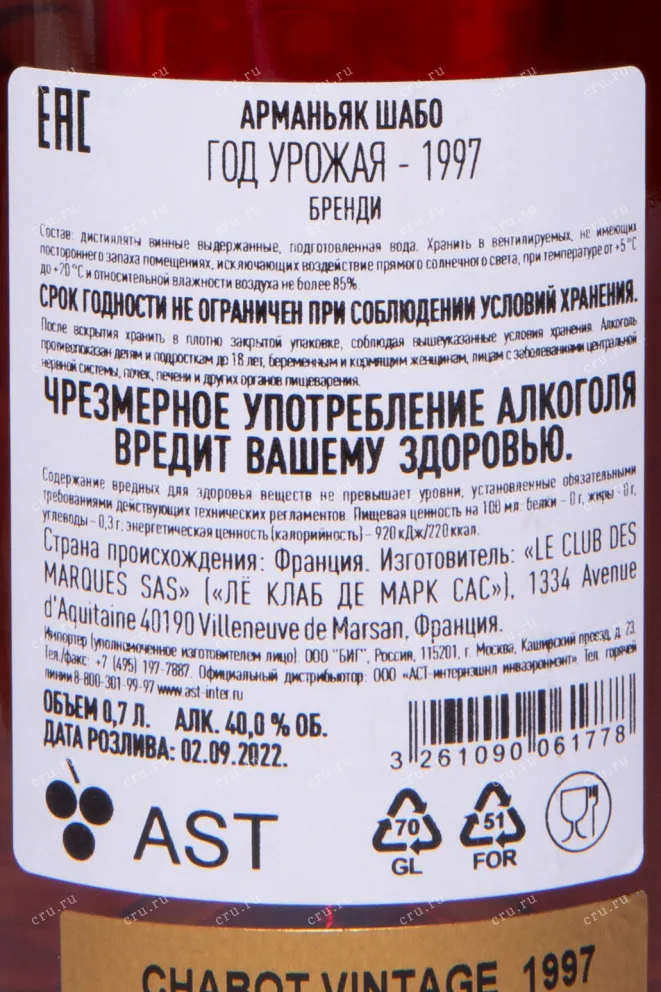 EAC
АРМАНЬЯК ШАБО
ГОД УРОЖАЯ - 1997
БРЕНДИ
Состав: дистилляты винные выдержанные, подготовленная вода. Хранить в вентилируемых, не имеющих
постороннего запаха помещениях, исключающих воздействие прямого солнечного света, при температуре от +5 °С
до +20 °С и относительной влажности воздуха не более 85%.
СРОК ГОДНОСТИ НЕ ОГРАНИЧЕН ПРИ СОБЛЮДЕНИИ УСЛОВИЙ ХРАНЕНИЯ.
После вскрытия хранить в плотно закрытой упаковке, соблюдая вышеуказанные условия хранения. Алкоголь
противопоказан детям и подросткам до 18 лет, беременным и кормящим женщинам, лицам с заболеваниями центральной
нервной системы, почек, печени и других органов пищеварения.
ЧРЕЗМЕРНОЕ УПОТРЕБЛЕНИЕ АЛКОГОЛЯ
ВРЕДИТ ВАШЕМУ ЗДОРОВЬЮ.
Содержание вредных для здоровья веществ не превышает уровни, установленные обязательными
требованиями действующих технических регламентов. Пищевая ценность на 100 мл: белки – 0 г, жиры - 0 г,
углеводы – 0,3 г; энергетическая ценность (калорийность) – 920 кДж/220 ккал.
Страна происхождения: Франция. Изготовитель: «LE CLUB DES
MARQUES SAS» («ЛЁ КЛАБ ДЕ МАРК САС»), 1334 Avenue
d'Aquitaine 40190 Villeneuve de Marsan, Франция.
Импортер (уполномоченное изготовителем лицо): ООО "БИГ", Россия, 115201, г. Москва, Каширский проезд, д. 23.
Тел./факс: +7 (495) 197-7887. Официальный дистрибьютор: ООО «АСТ-интернэшнл инваэронмэнт». Тел. горячей
линии 8-800-301-99-97 www.ast-inter.ru
ОБЪЕМ 0,7 Л. АЛК. 40,0 % ОБ.
ДАТА РОЗЛИВА: 02.09.2022.
3 261090 061778
AST
70
GL
51
FOR
CHABOT VINTAGE 1997
cru.ru